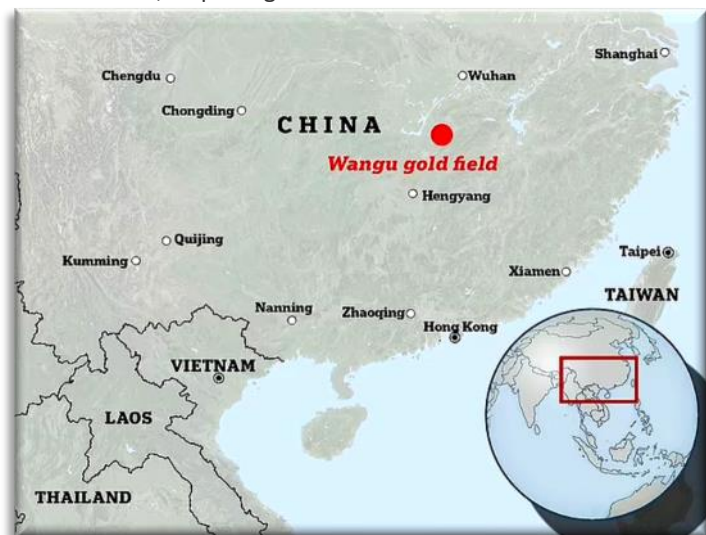 Shanghai
Chengdu
Wuhan
Chongding
CHINA
Wangu gold field
Hengyang
Quijing
Kumming
Taipei
Xiamen
TAIWAN
Nanning
Zhaoqing
Hong Kong
VIETNAM
LAOS
THAILAND